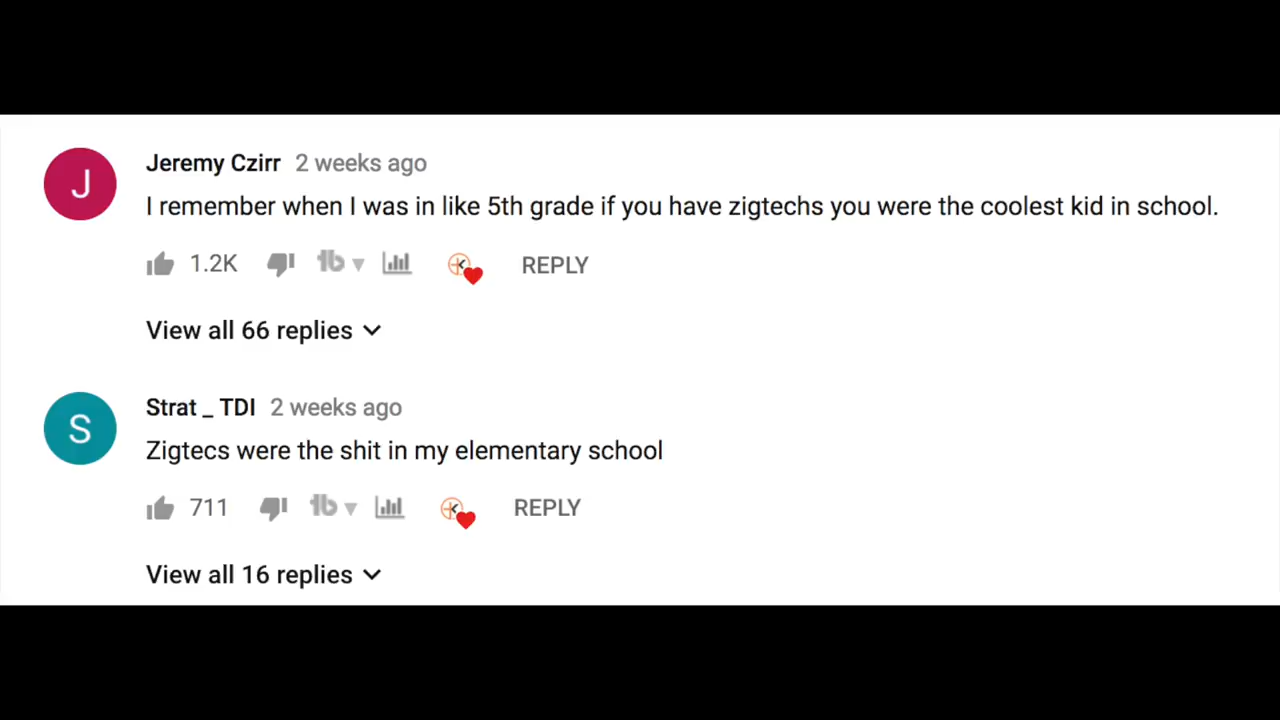 J
Jeremy Czirr 2 weeks ago
I remember when I was in like 5th grade if you have zigtechs you were the coolest kid in school.
1.2K tb K REPLY
View all 66 replies
S
Strat _ TDI 2 weeks ago
Zigtecs were the shit in my elementary school
711 tb K REPLY
View all 16 replies